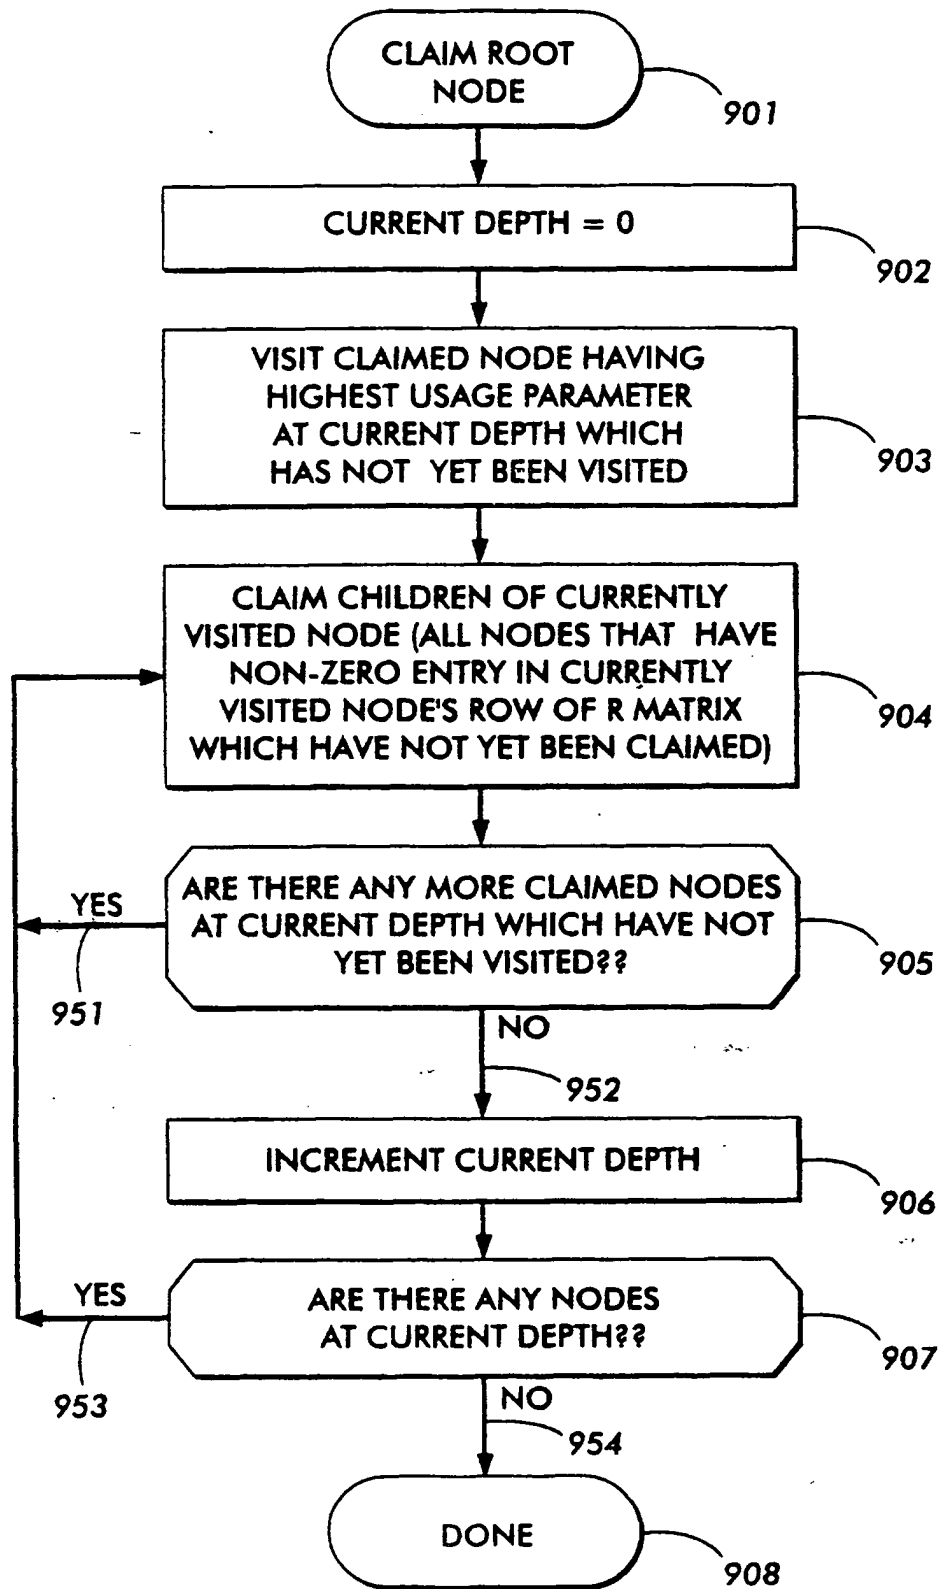 CLAIM ROOT
NODE
901
CURRENT DEPTH = 0
902
VISIT CLAIMED NODE HAVING
HIGHEST USAGE PARAMETER
AT CURRENT DEPTH WHICH
HAS NOT YET BEEN VISITED
903
CLAIM CHILDREN OF CURRENTLY
VISITED NODE (ALL NODES THAT HAVE
NON-ZERO ENTRY IN CURRENTLY
VISITED NODE'S ROW OF R MATRIX
WHICH HAVE NOT YET BEEN CLAIMED)
904
ARE THERE ANY MORE CLAIMED NODES
AT CURRENT DEPTH WHICH HAVE NOT
YET BEEN VISITED??
905
YES
951
NO
952
INCREMENT CURRENT DEPTH
906
ARE THERE ANY NODES
AT CURRENT DEPTH??
907
YES
953
NO
954
DONE
908